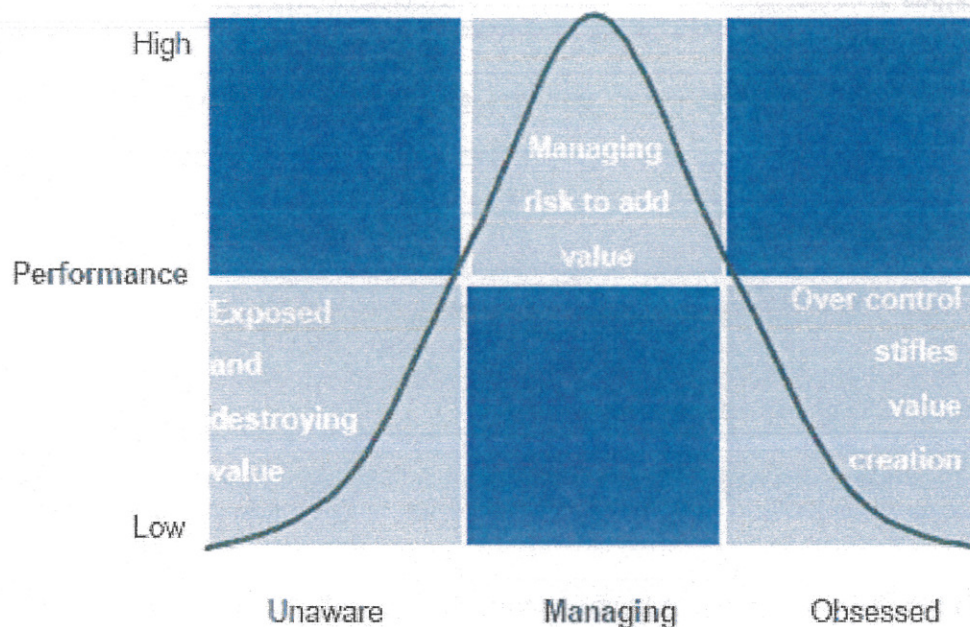 High
Managing
risk to add
value
Performance
Exposed
and
destroying
value
Over control
stifles
value
creation
Low
Unaware
Managing
Obsessed